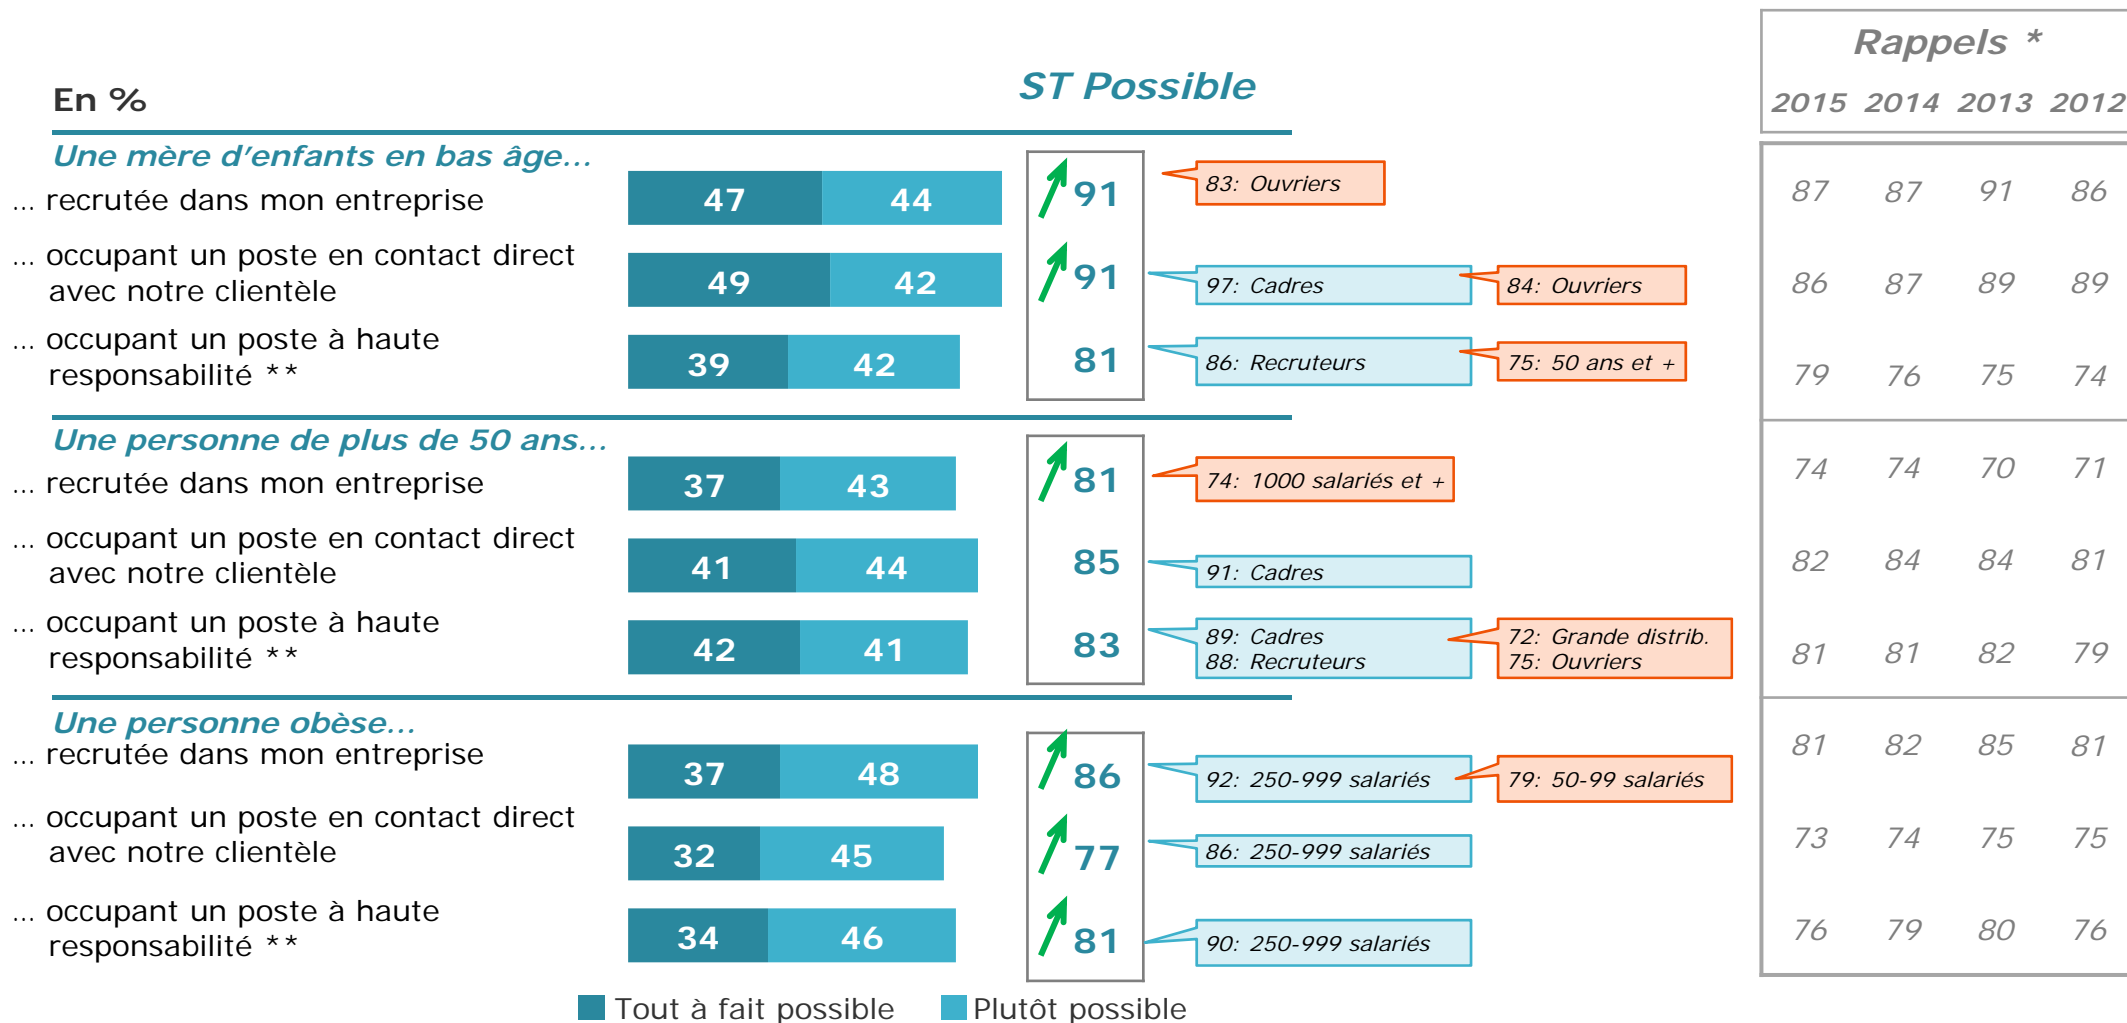 Rappels *
En %
ST Possible
2015 2014 2013 2012
Une mère d'enfants en bas âge...
... recrutée dans mon entreprise
47 44 91
83: Ouvriers
87 87 91 86
... occupant un poste en contact direct
avec notre clientèle
49 42 91
97: Cadres
84: Ouvriers
86 87 89 89
... occupant un poste à haute
responsabilité **
39 42 81
86: Recruteurs
75: 50 ans et +
79 76 75 74
Une personne de plus de 50 ans...
... recrutée dans mon entreprise
37 43 81
74: 1000 salariés et +
74 74 70 71
... occupant un poste en contact direct
avec notre clientèle
41 44 85
91: Cadres
82 84 84 81
... occupant un poste à haute
responsabilité **
42 41 83
89: Cadres
88: Recruteurs
72: Grande distrib.
75: Ouvriers
81 81 82 79
Une personne obèse...
... recrutée dans mon entreprise
37 48 86
92: 250-999 salariés
79: 50-99 salariés
81 82 85 81
... occupant un poste en contact direct
avec notre clientèle
32 45 77
86: 250-999 salariés
73 74 75 75
... occupant un poste à haute
responsabilité **
34 46 81
90: 250-999 salariés
76 79 80 76
Tout à fait possible Plutôt possible